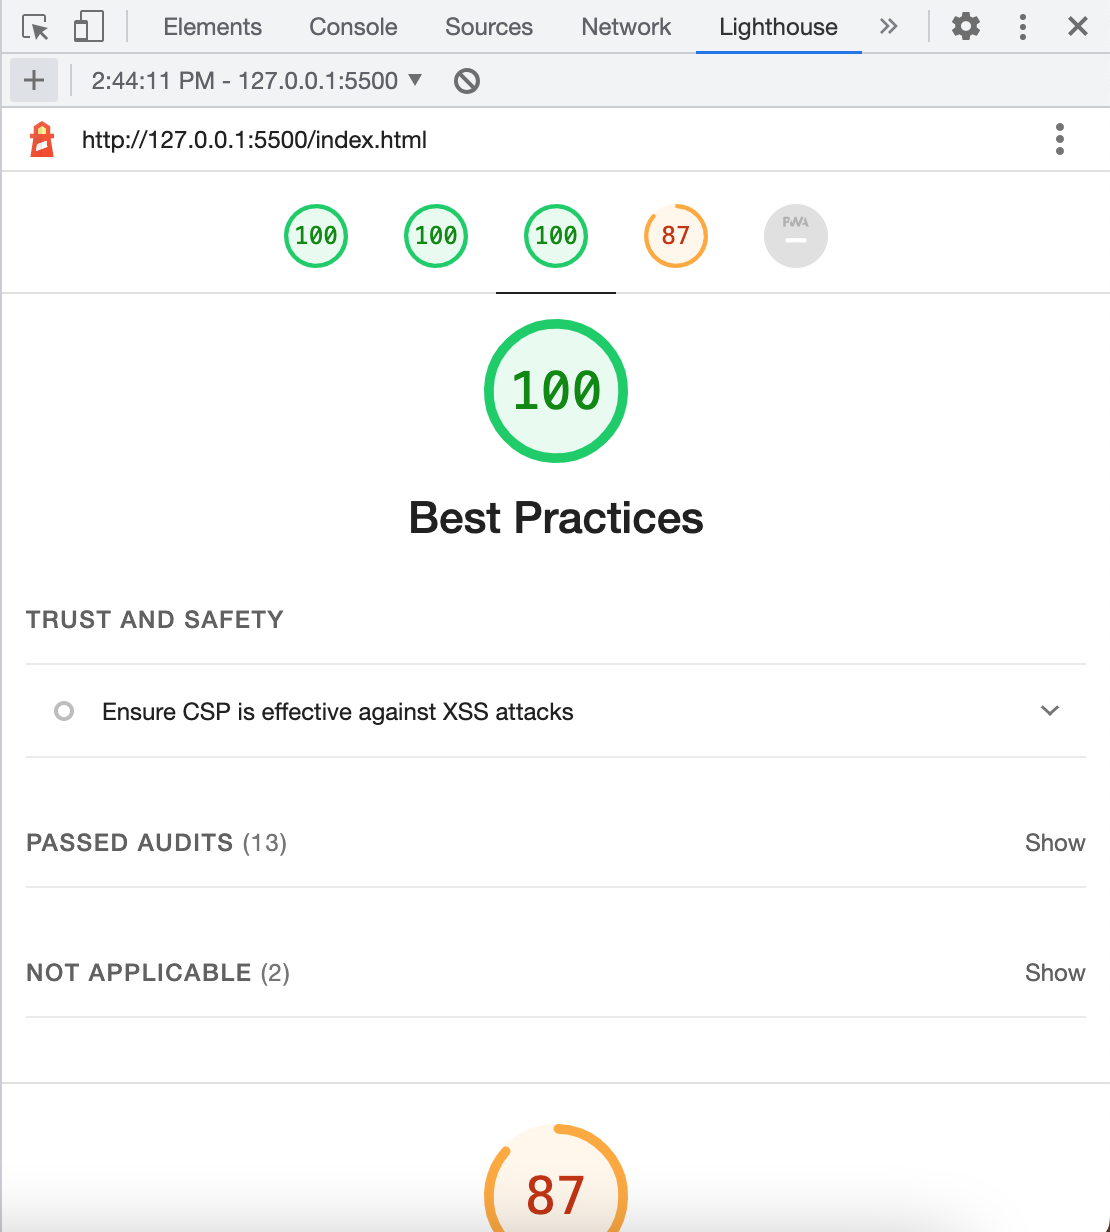 Elements Console Sources Network Lighthouse
2:44:11 PM - 127.0.0.1:5500
http://127.0.0.1:5500/index.html
100 100 100 87 PWA
100
Best Practices
TRUST AND SAFETY
Ensure CSP is effective against XSS attacks
PASSED AUDITS (13) Show
NOT APPLICABLE (2) Show
87